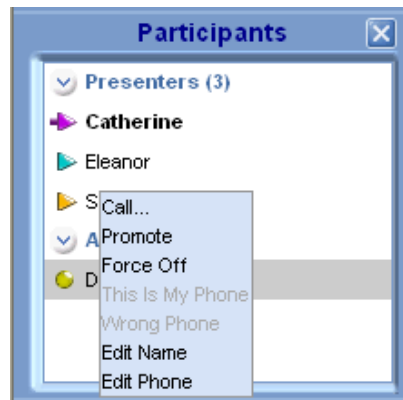 Participants
Presenters (3)
Catherine
Eleanor
S
Call...
A
Promote
Force Off
D
This Is My Phone
Wrong Phone
Edit Name
Edit Phone